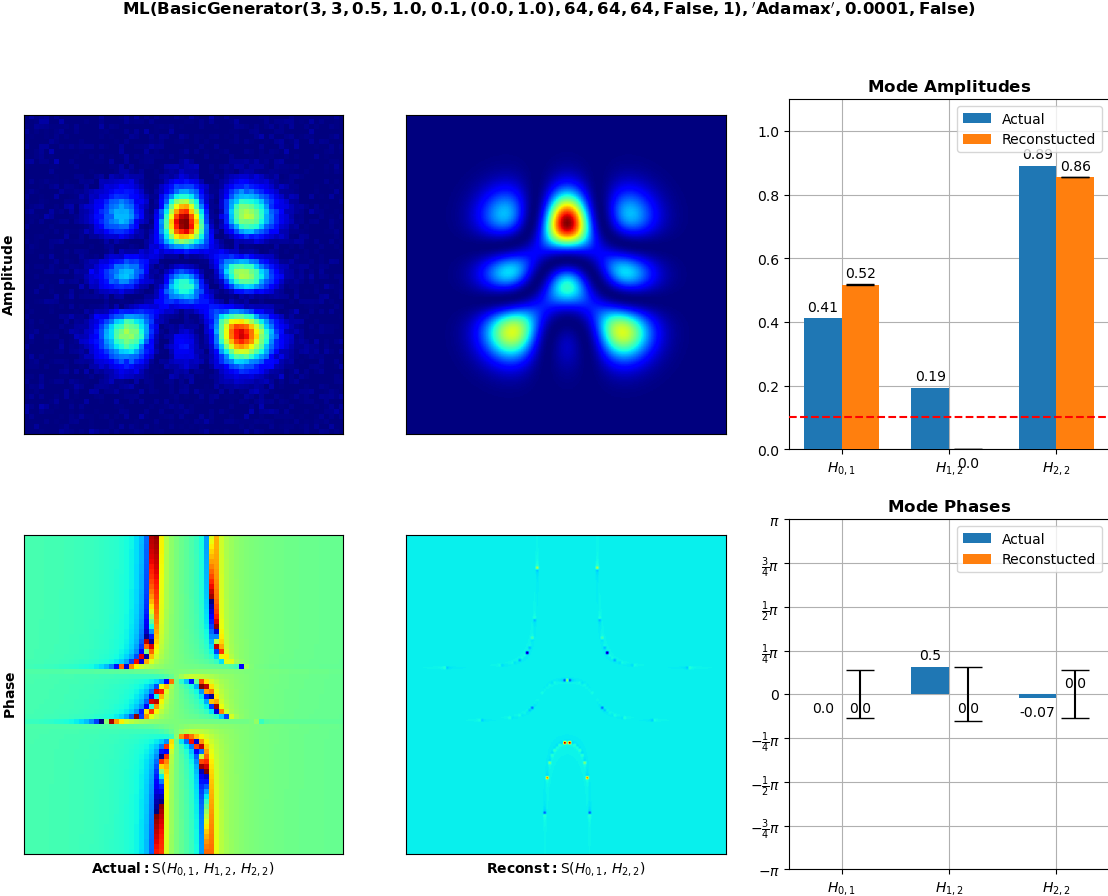 ML(BasicGenerator(3, 3, 0.5, 1.0, 0.1, (0.0, 1.0), 64, 64, 64, False, 1), ′Adamax′, 0.0001, False)
Mode Amplitudes
Amplitude
1.0
0.8
0.6
0.4
0.2
0.0
Actual
Reconstucted
0.41
0.52
0.19
0.0
0.89
0.86
H0,1
H1,2
H2,2
Mode Phases
Phase
π
3/4π
1/2π
1/4π
0
−1/4π
−1/2π
−3/4π
−π
Actual
Reconstucted
0.0
0.0
0.5
0.0
-0.07
0.0
H0,1
H1,2
H2,2
Actual: S(H0,1, H1,2, H2,2)
Reconst: S(H0,1, H2,2)